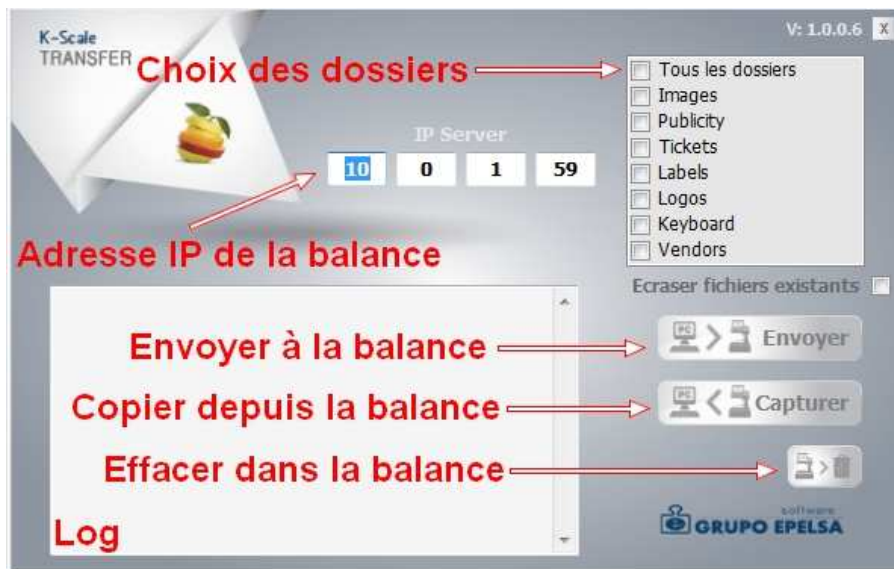 K-Scale
TRANSFER
V: 1.0.0.6 X
Choix des dossiers
Tous les dossiers
Images
Publicity
Tickets
Labels
Logos
Keyboard
Vendors
IP Server
10 0 1 59
Adresse IP de la balance
Ecraser fichiers existants
Envoyer à la balance
PC > Envoyer
Copier depuis la balance
PC < Capturer
Effacer dans la balance
>
Log
software
e GRUPO EPELSA